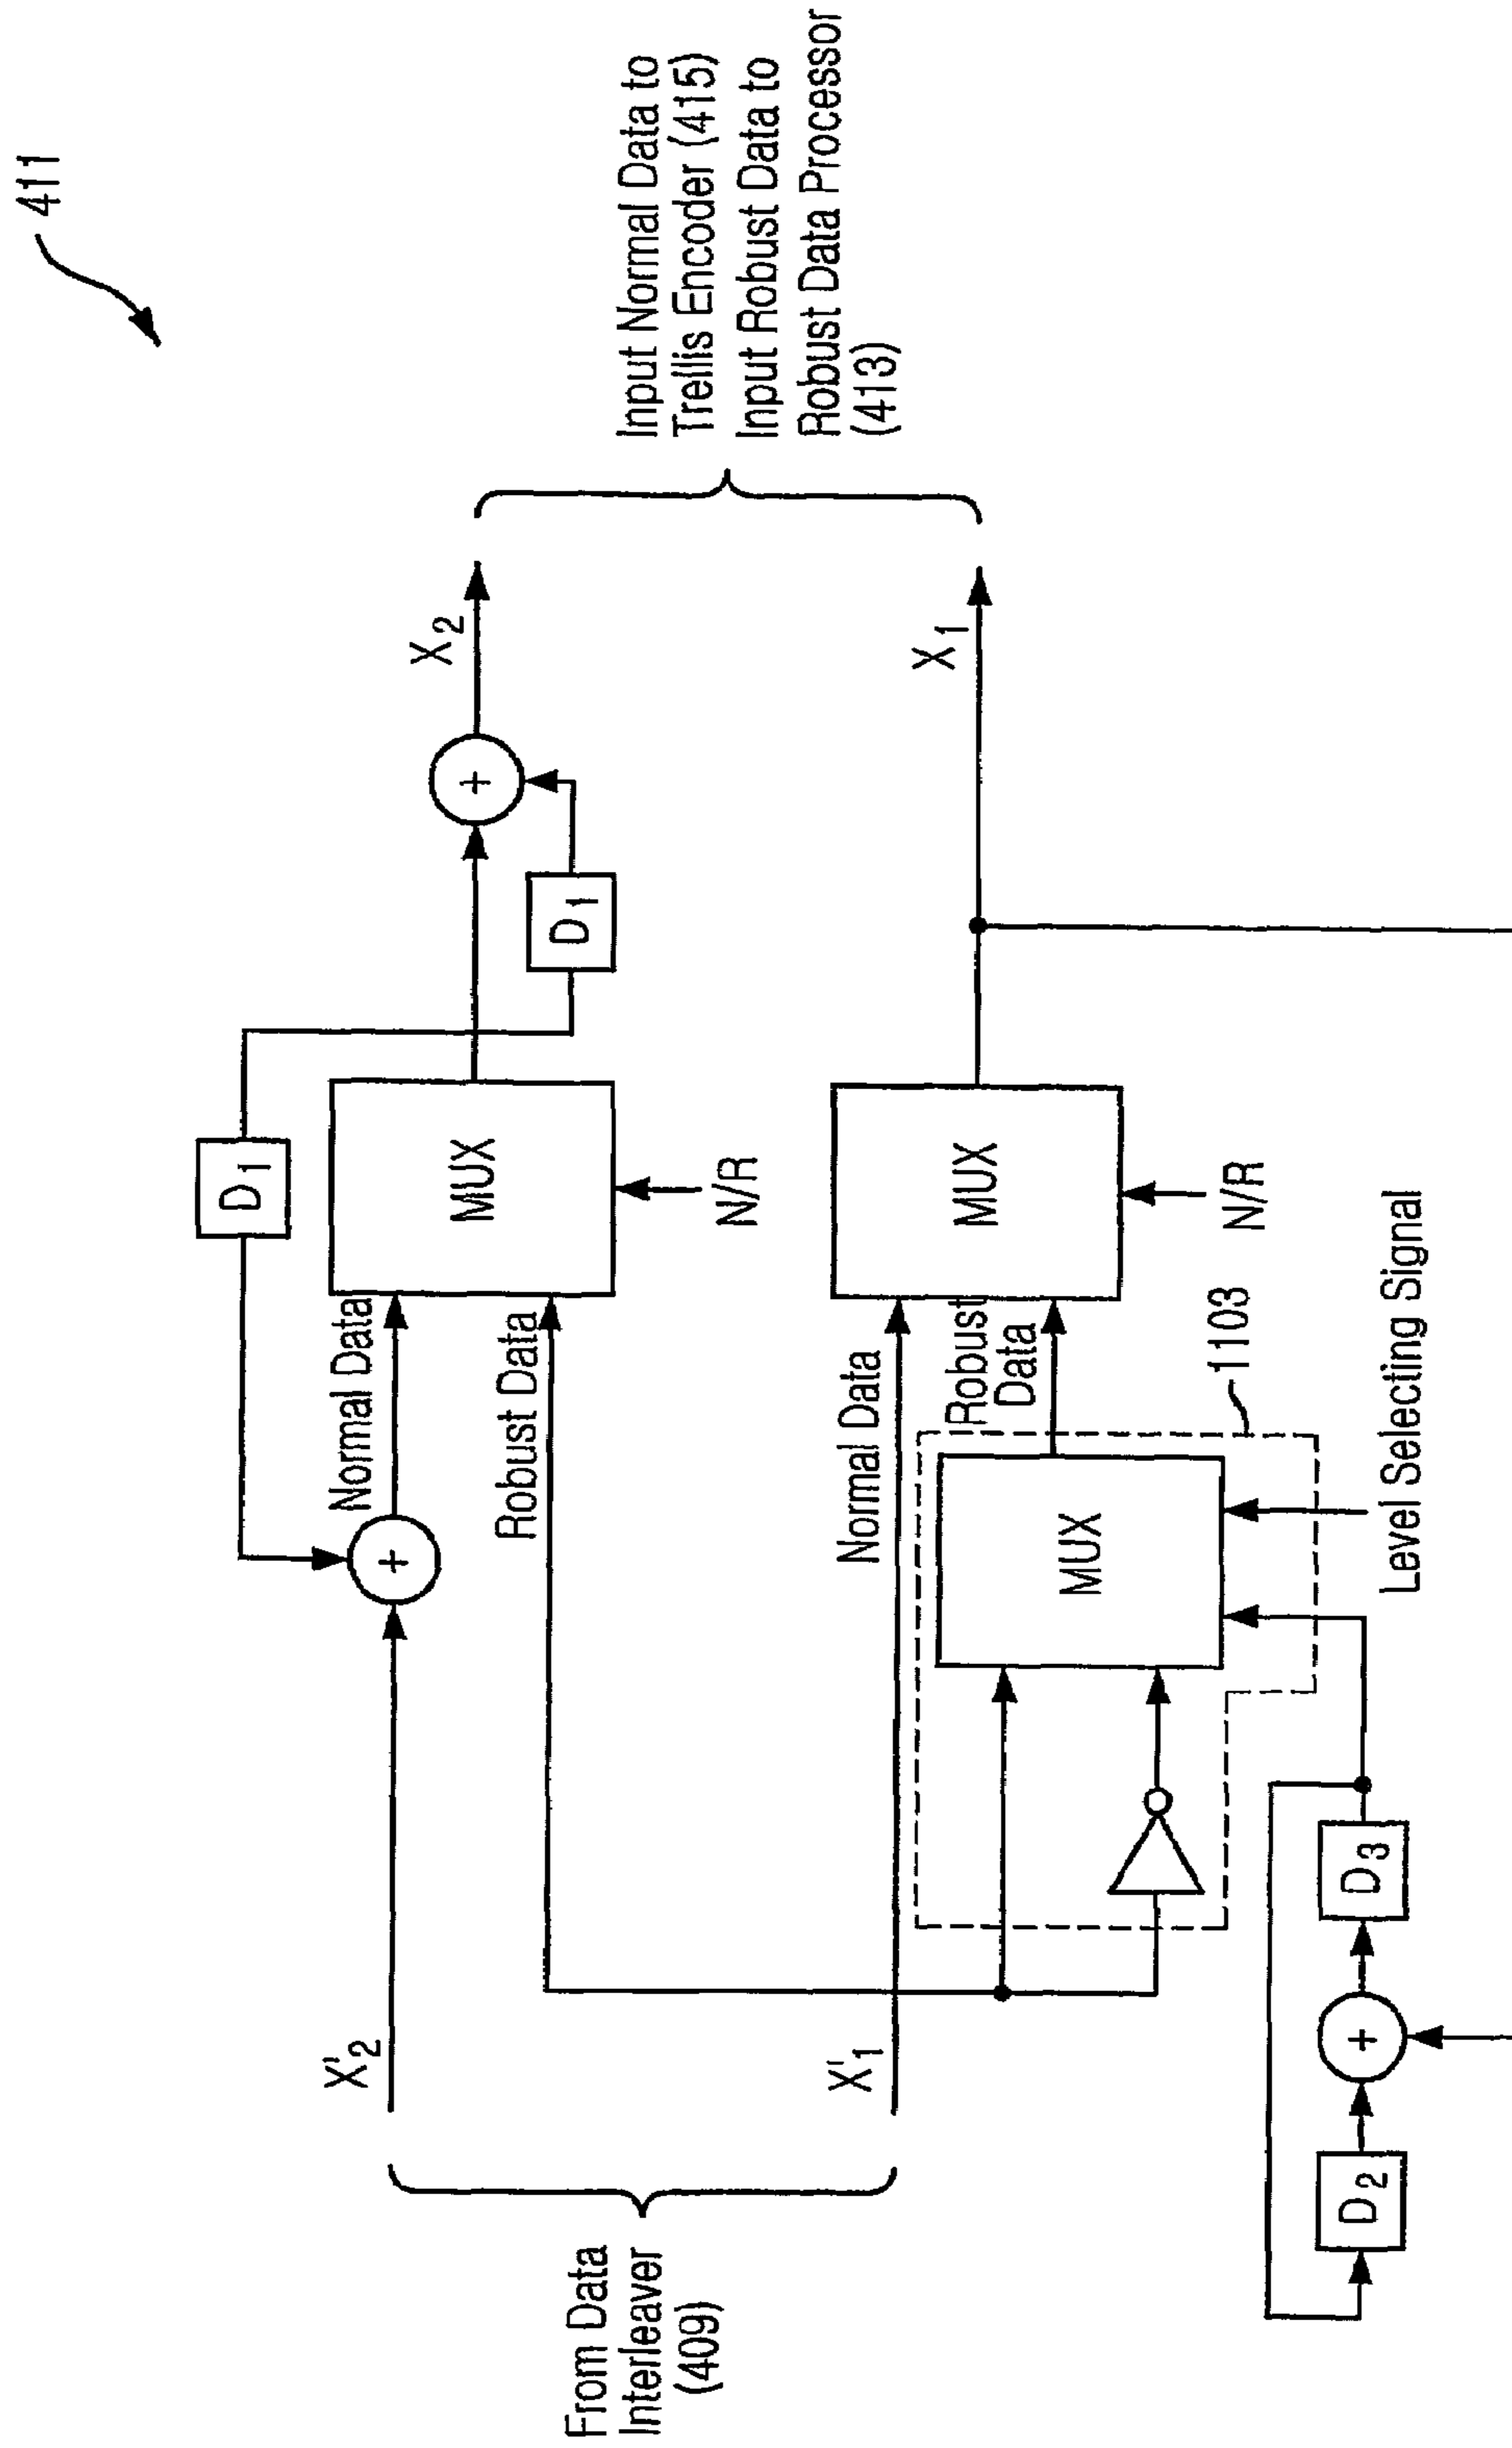 411
From Data
Interleaver
(409)
X'2
X'1
D1
+
Normal Data
Robust Data
MUX
N/R
D1
+
X2
Normal Data
Robust
Data
MUX
N/R
X1
1103
MUX
Level Selecting Signal
D2
+
D3
Input Normal Data to
Trellis Encoder (415)
Input Robust Data to
Robust Data Processor
(413)